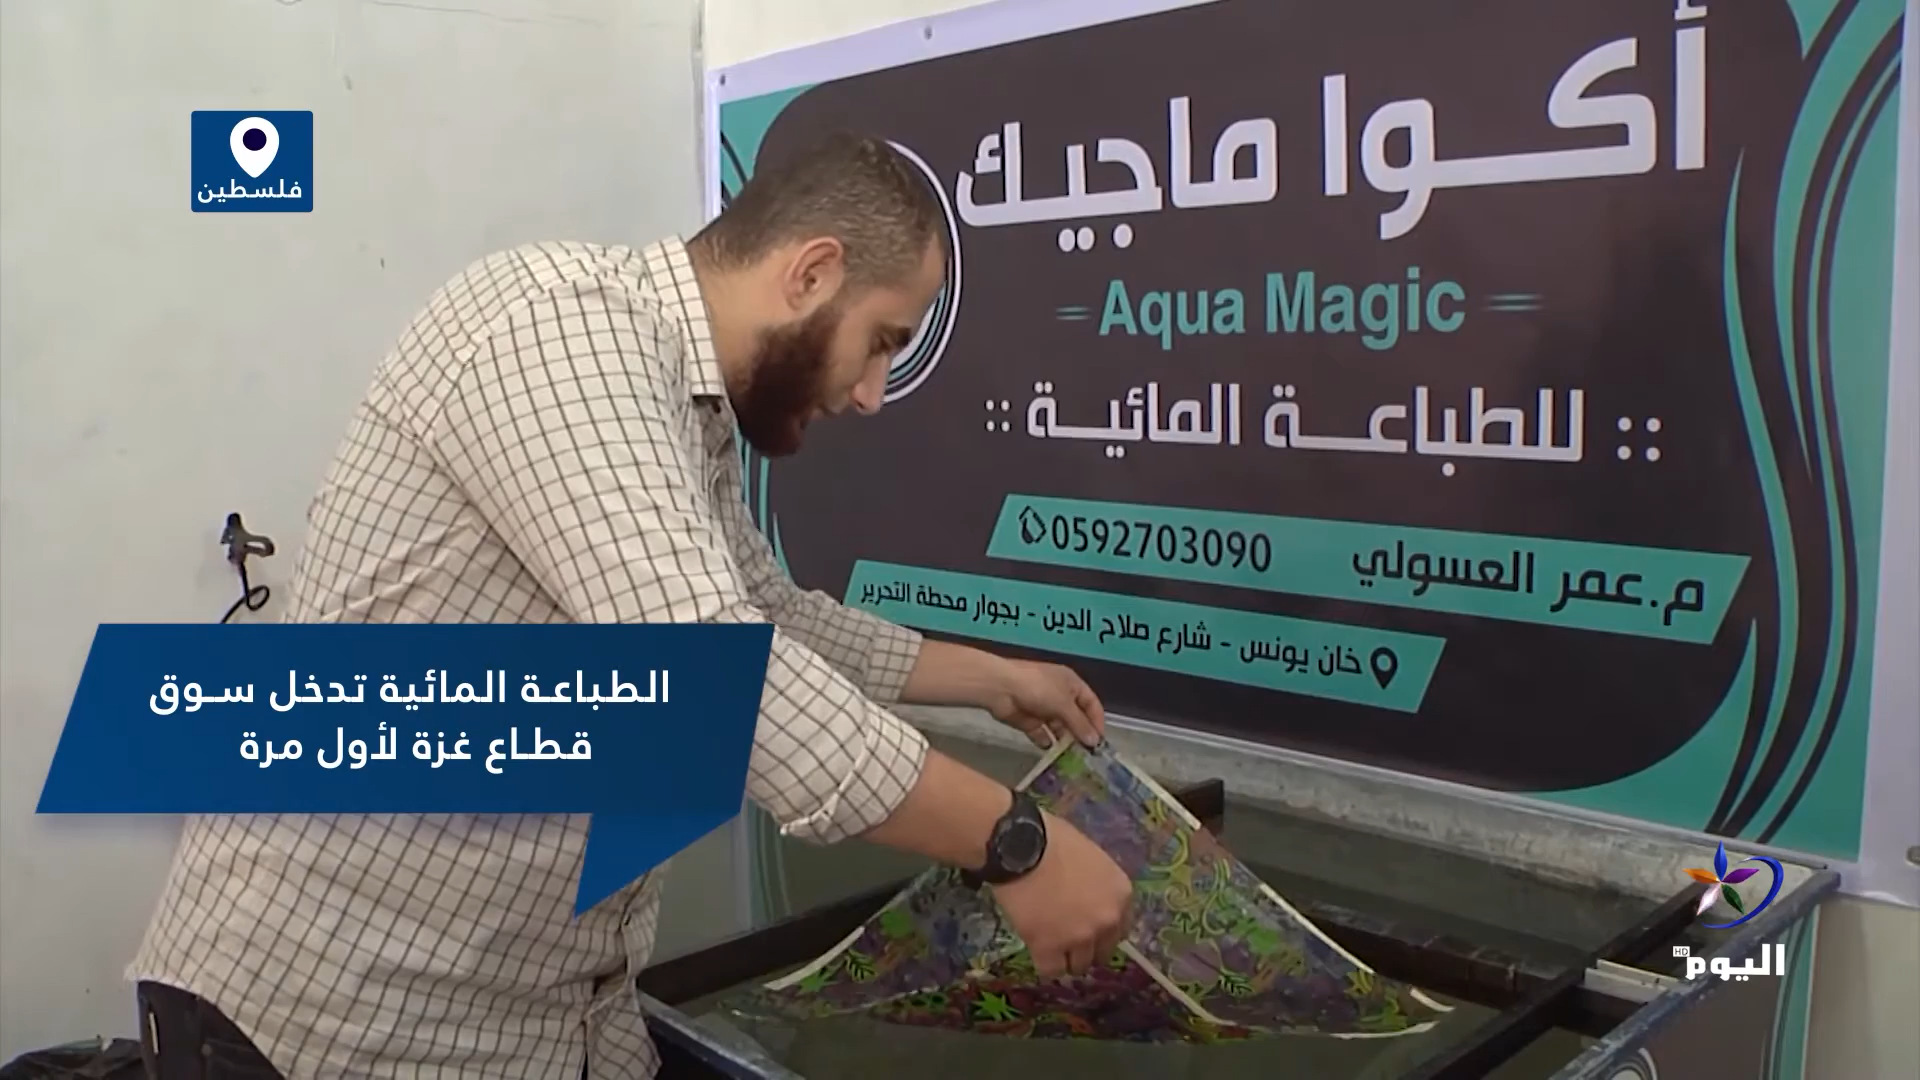 فلسطين
أكوا ماجيك
Aqua Magic
:: للطباعة المائية ::
م.عمر العسولي 0592703090
خان يونس - شارع صلاح الدين - بجوار محطة التحرير
الطباعة المائية تدخل سوق
قطاع غزة لأول مرة
اليوم HD